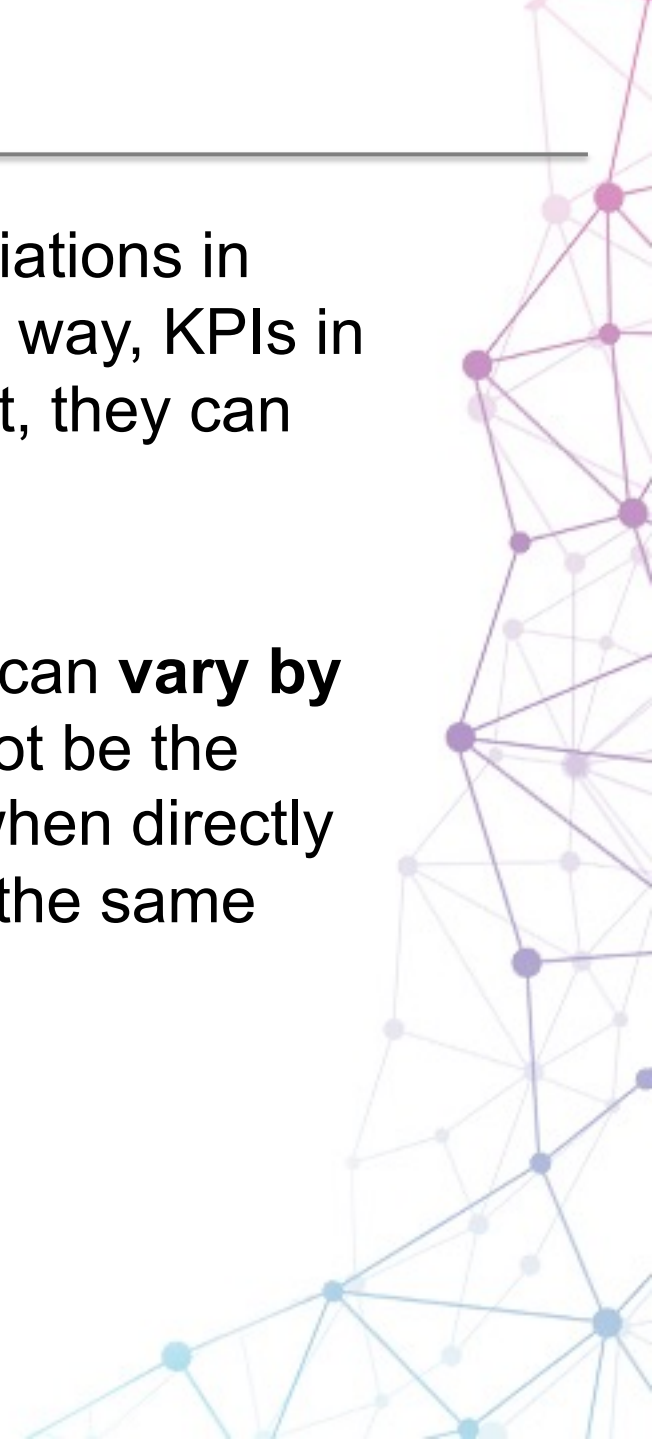 iations in
way, KPIs in
t, they can
can vary by
ot be the
when directly
the same